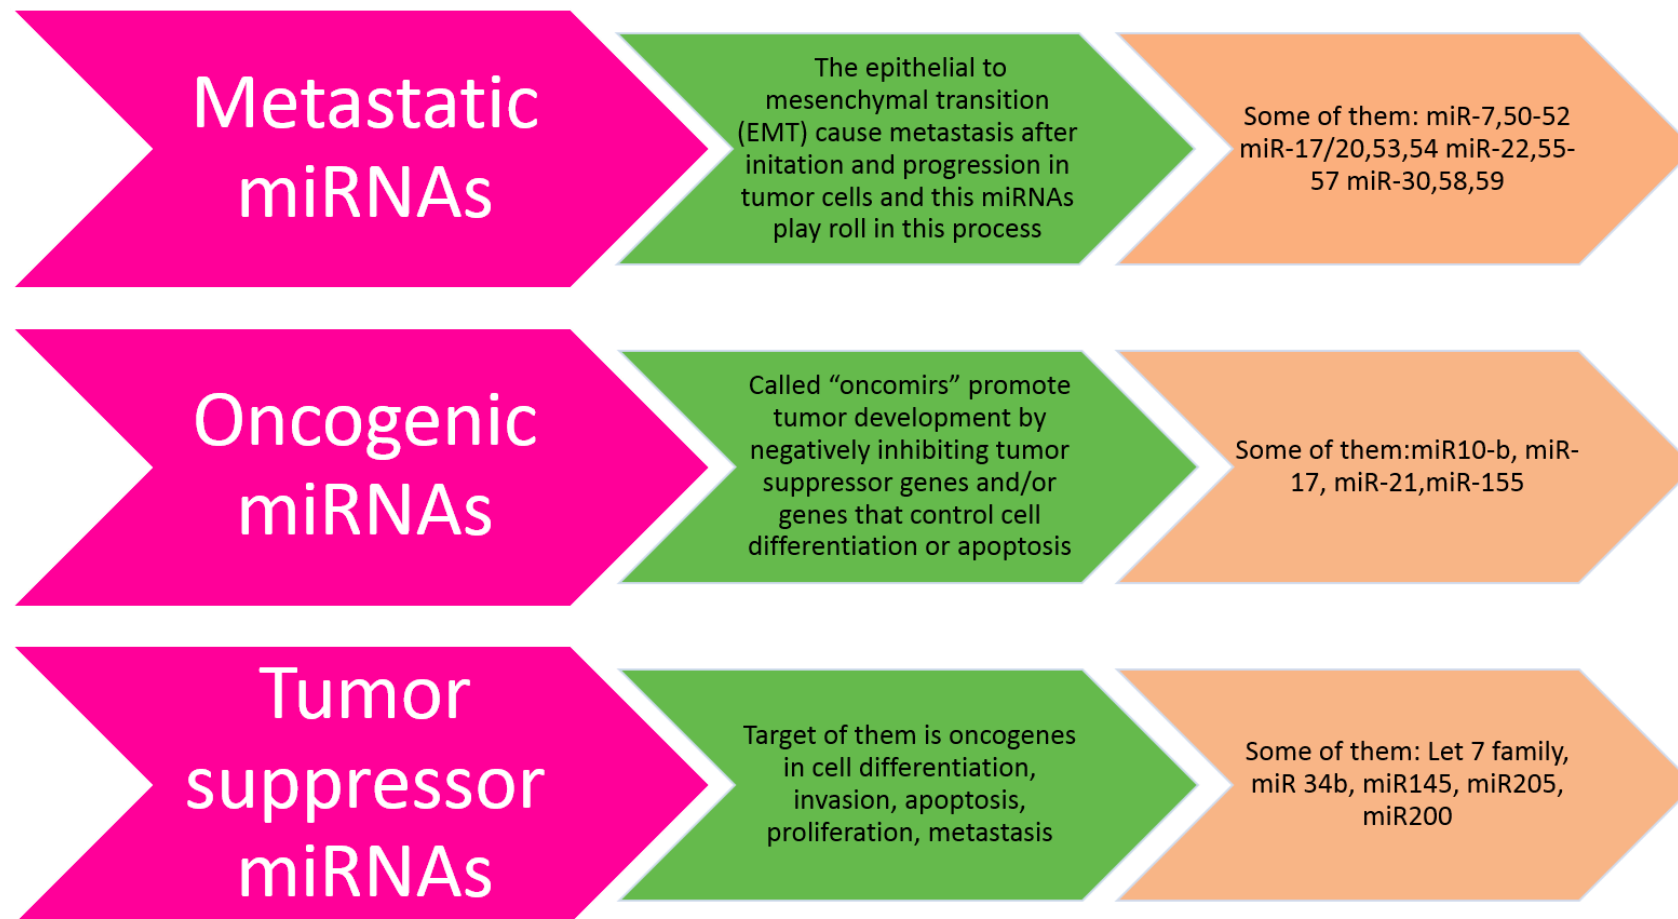 Metastatic
miRNAs
The epithelial to
mesenchymal transition
(EMT) cause metastasis after
initation and progression in
tumor cells and this miRNAs
play roll in this process
Some of them: miR-7,50-52
miR-17/20,53,54 miR-22,55-
57 miR-30,58,59
Oncogenic
miRNAs
Called “oncomirs” promote
tumor development by
negatively inhibiting tumor
suppressor genes and/or
genes that control cell
differentiation or apoptosis
Some of them:miR10-b, miR-
17, miR-21,miR-155
Tumor
suppressor
miRNAs
Target of them is oncogenes
in cell differentiation,
invasion, apoptosis,
proliferation, metastasis
Some of them: Let 7 family,
miR 34b, miR145, miR205,
miR200